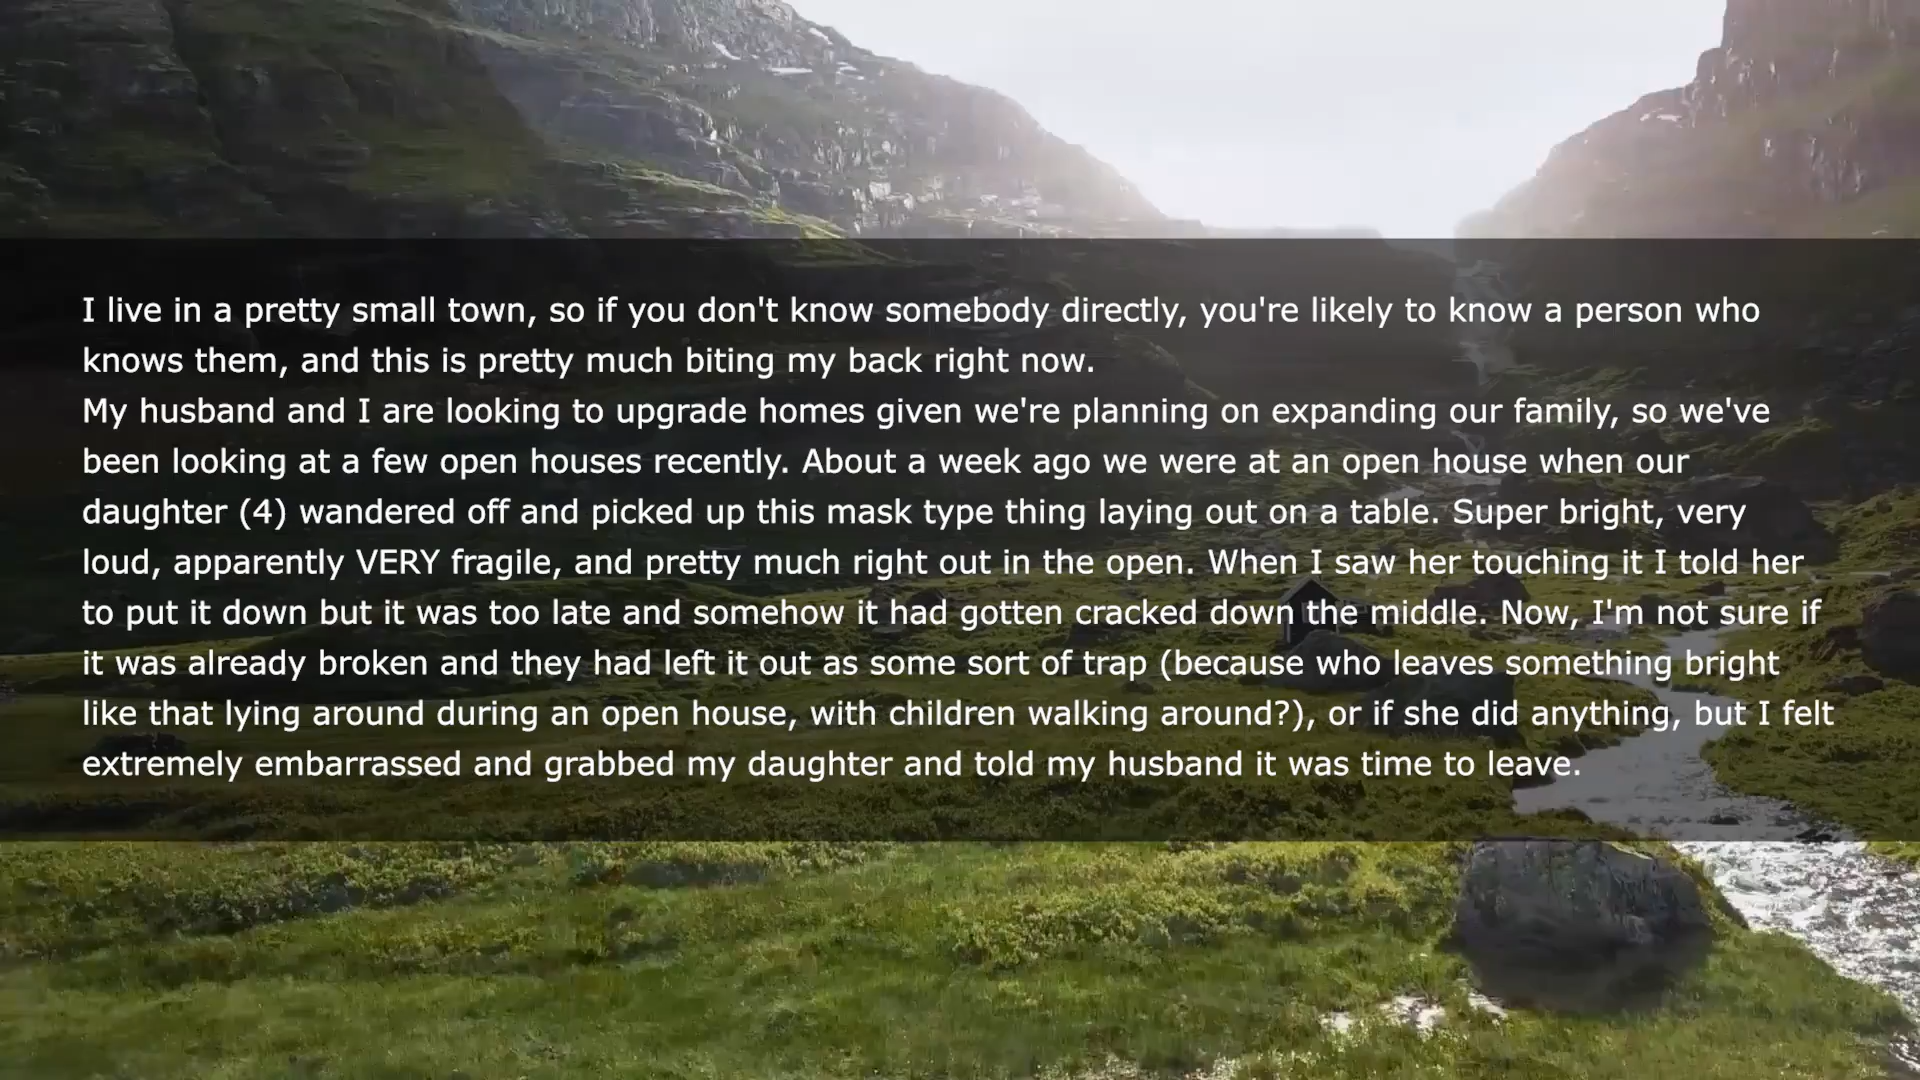 I live in a pretty small town, so if you don't know somebody directly, you're likely to know a person who
knows them, and this is pretty much biting my back right now.
My husband and I are looking to upgrade homes given we're planning on expanding our family, so we've
been looking at a few open houses recently. About a week ago we were at an open house when our
daughter (4) wandered off and picked up this mask type thing laying out on a table. Super bright, very
loud, apparently VERY fragile, and pretty much right out in the open. When I saw her touching it I told her
to put it down but it was too late and somehow it had gotten cracked down the middle. Now, I'm not sure if
it was already broken and they had left it out as some sort of trap (because who leaves something bright
like that lying around during an open house, with children walking around?), or if she did anything, but I felt
extremely embarrassed and grabbed my daughter and told my husband it was time to leave.